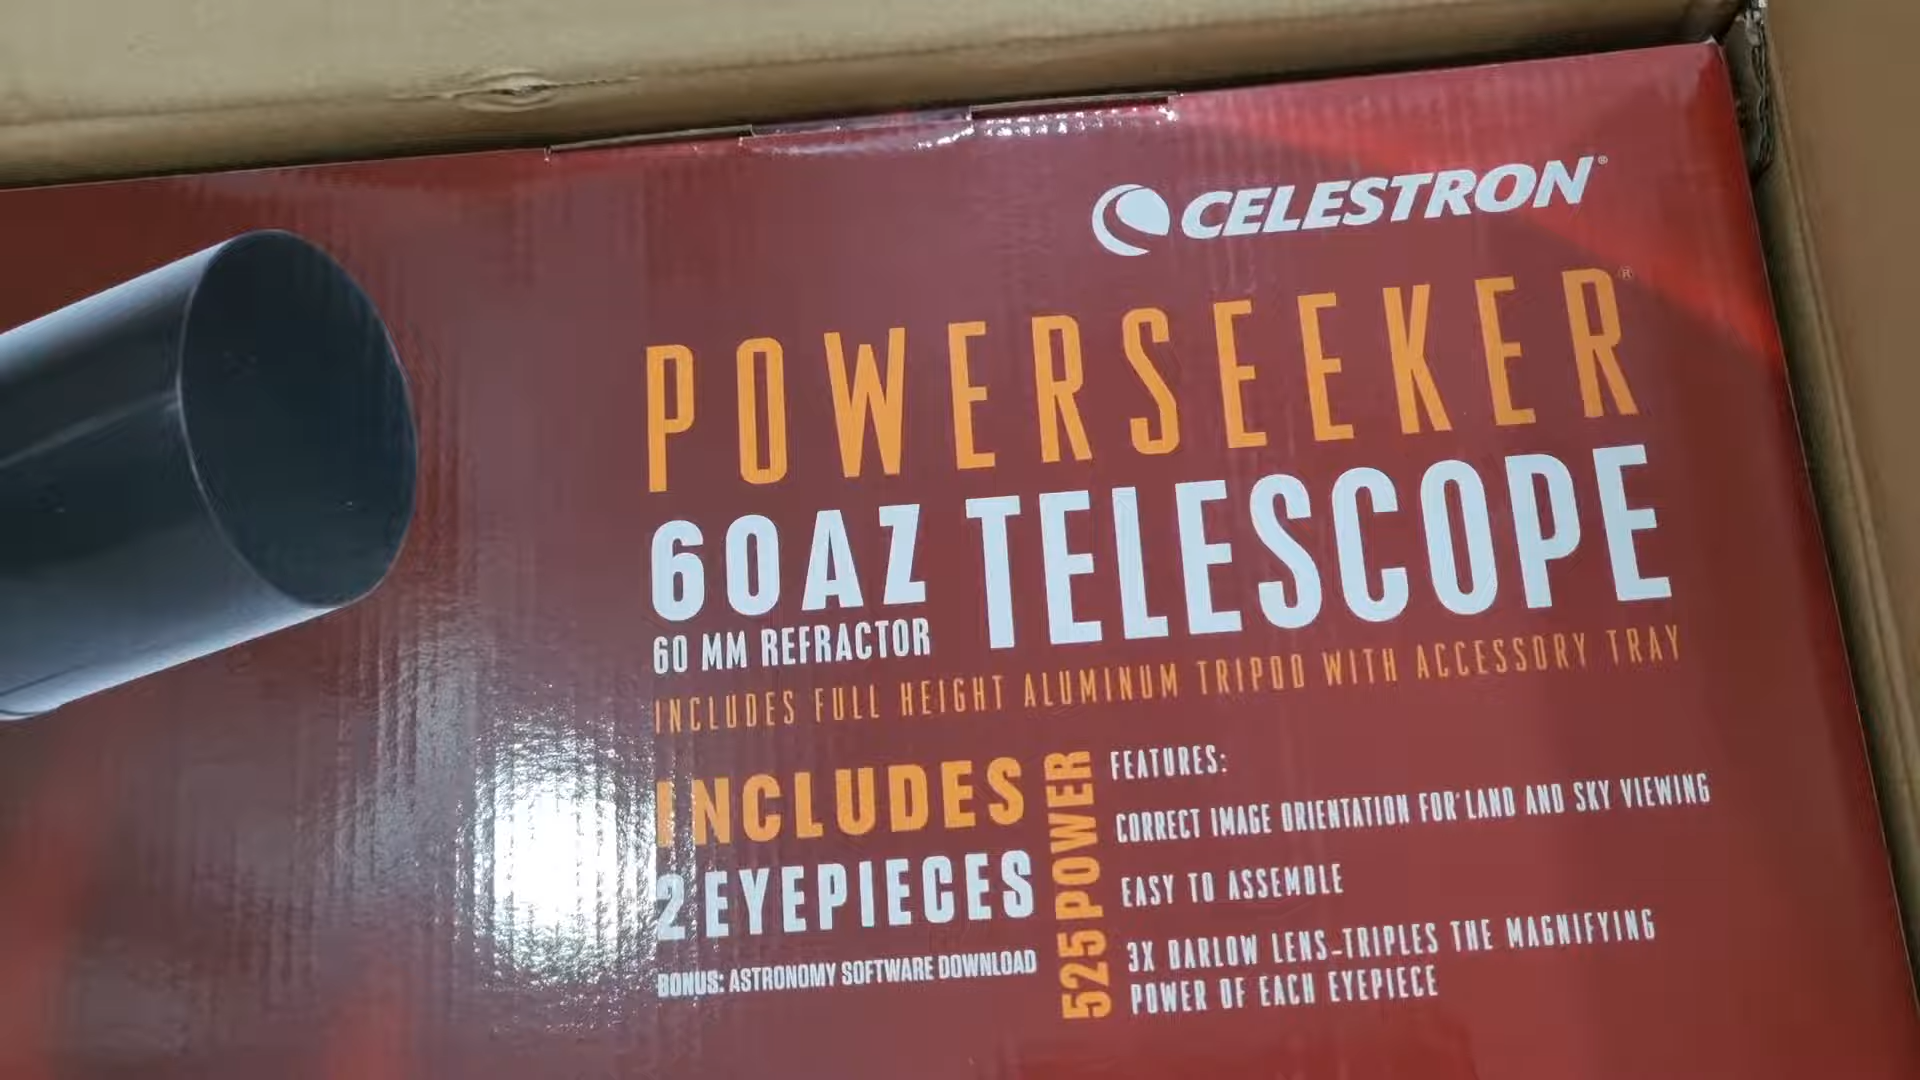 CELESTRON®
POWERSEEKER®
60AZ TELESCOPE
60 MM REFRACTOR
INCLUDES FULL HEIGHT ALUMINUM TRIPOD WITH ACCESSORY TRAY
INCLUDES
2 EYEPIECES
BONUS: ASTRONOMY SOFTWARE DOWNLOAD
525 POWER
FEATURES:
CORRECT IMAGE ORIENTATION FOR LAND AND SKY VIEWING
EASY TO ASSEMBLE
3X BARLOW LENS-TRIPLES THE MAGNIFYING
POWER OF EACH EYEPIECE